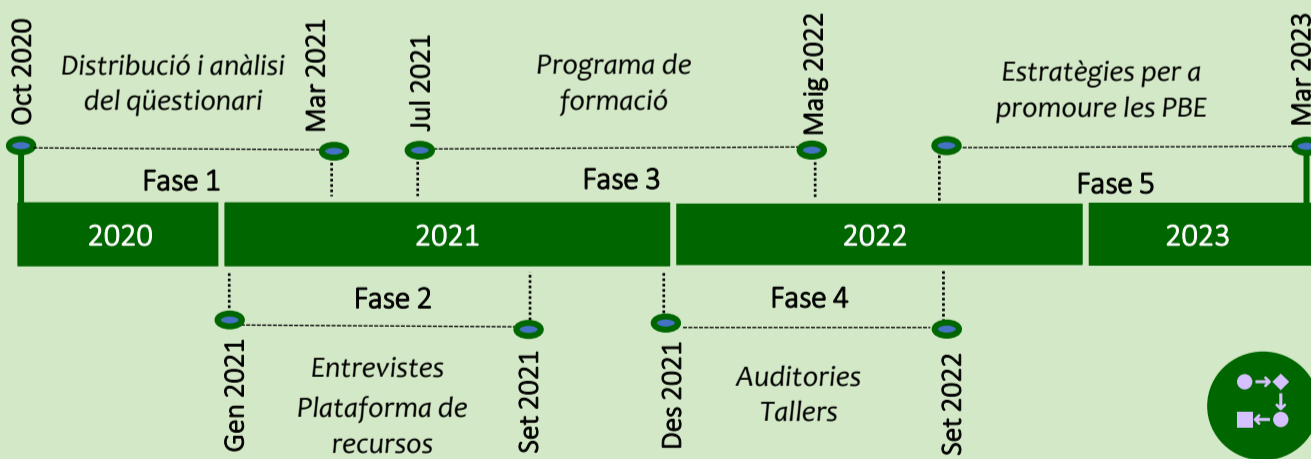 Oct 2020
Distribució i anàlisi
del qüestionari
Mar 2021
Jul 2021
Programa de
formació
Maig 2022
Estratègies per a
promoure les PBE
Mar 2023
Fase 1
Fase 3
Fase 5
2020
2021
2022
2023
Fase 2
Fase 4
Gen 2021
Entrevistes
Plataforma de
recursos
Set 2021
Des 2021
Auditories
Tallers
Set 2022